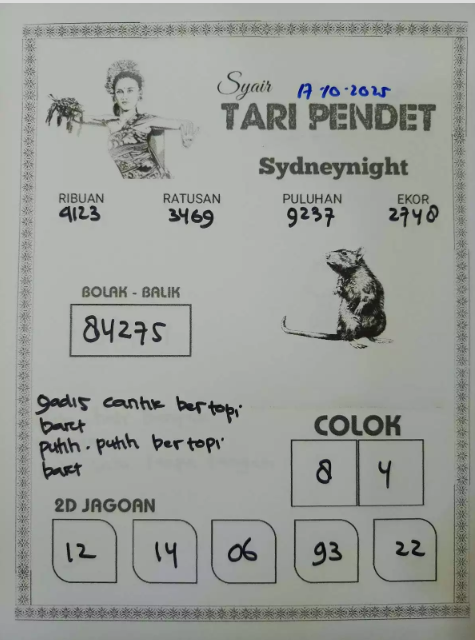 Syair 17-10-2025
TARI PENDET
Sydneynight
RIBUAN RATUSAN PULUHAN EKOR
9123 3469 9237 2748
BOLAK - BALIK
84275
gadis cantik bertopi
baret
putih-putih bertopi
baret
COLOK
8 4
2D JAGOAN
12 14 06 93 22